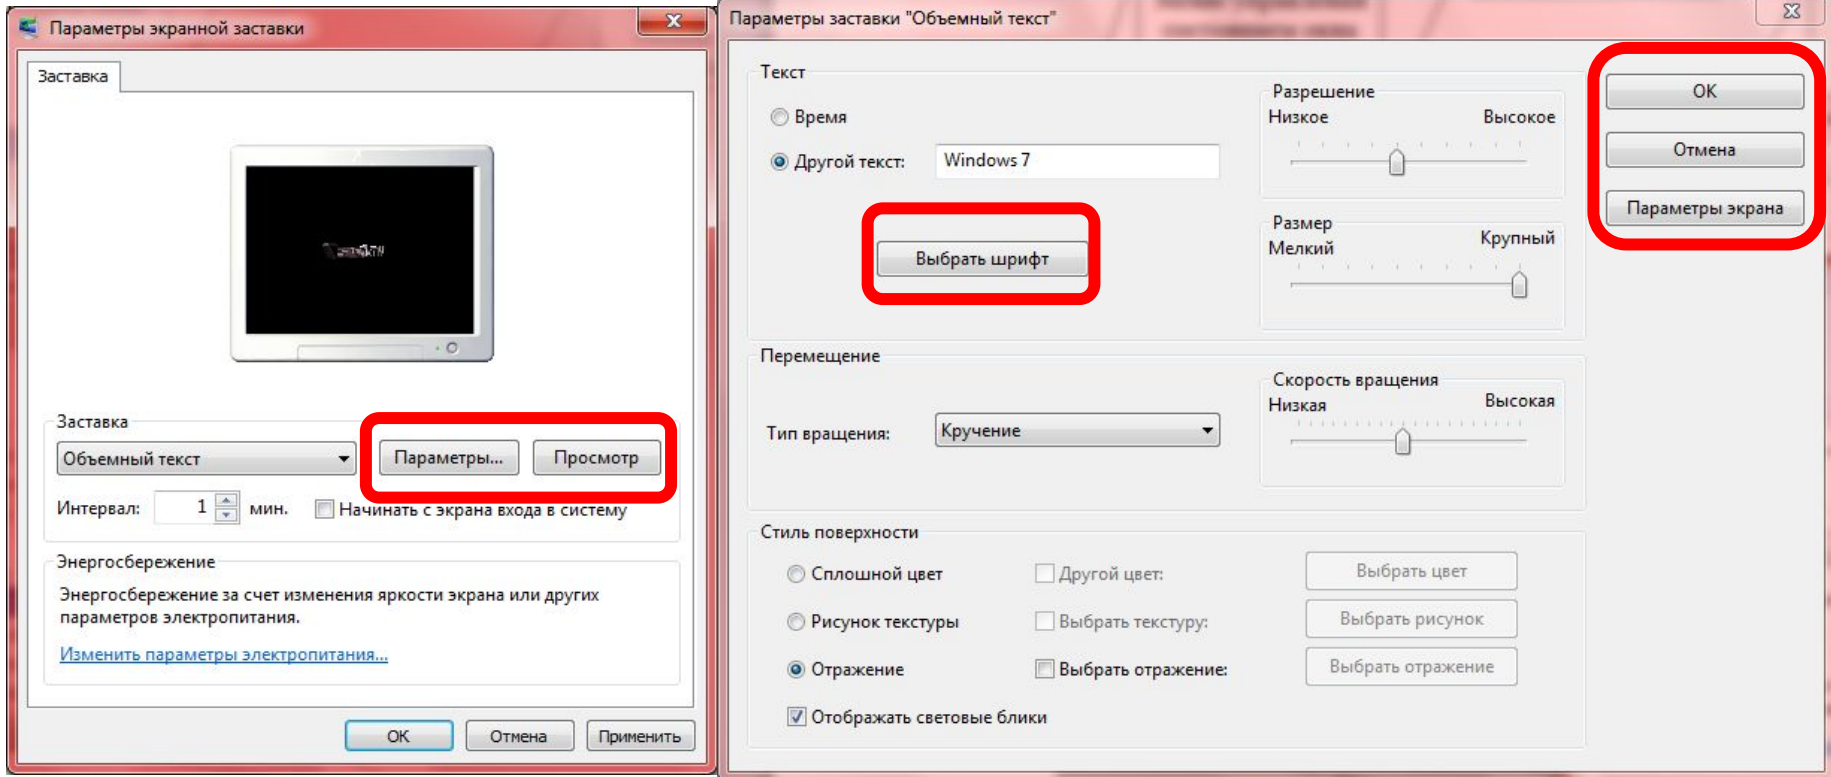 Параметры экранной заставки
Заставка
Заставка
Объемный текст
Параметры...
Просмотр
Интервал:
1
мин.
Начинать с экрана входа в систему
Энергосбережение
Энергосбережение за счет изменения яркости экрана или других
параметров электропитания.
Изменить параметры электропитания...
ОК
Отмена
Применить
Параметры заставки "Объемный текст"
Текст
Время
Другой текст:
Windows 7
Выбрать шрифт
Разрешение
Низкое
Высокое
Размер
Мелкий
Крупный
ОК
Отмена
Параметры экрана
Перемещение
Тип вращения:
Кручение
Скорость вращения
Низкая
Высокая
Стиль поверхности
Сплошной цвет
Другой цвет:
Выбрать цвет
Рисунок текстуры
Выбрать текстуру:
Выбрать рисунок
Отражение
Выбрать отражение:
Выбрать отражение
Отображать световые блики